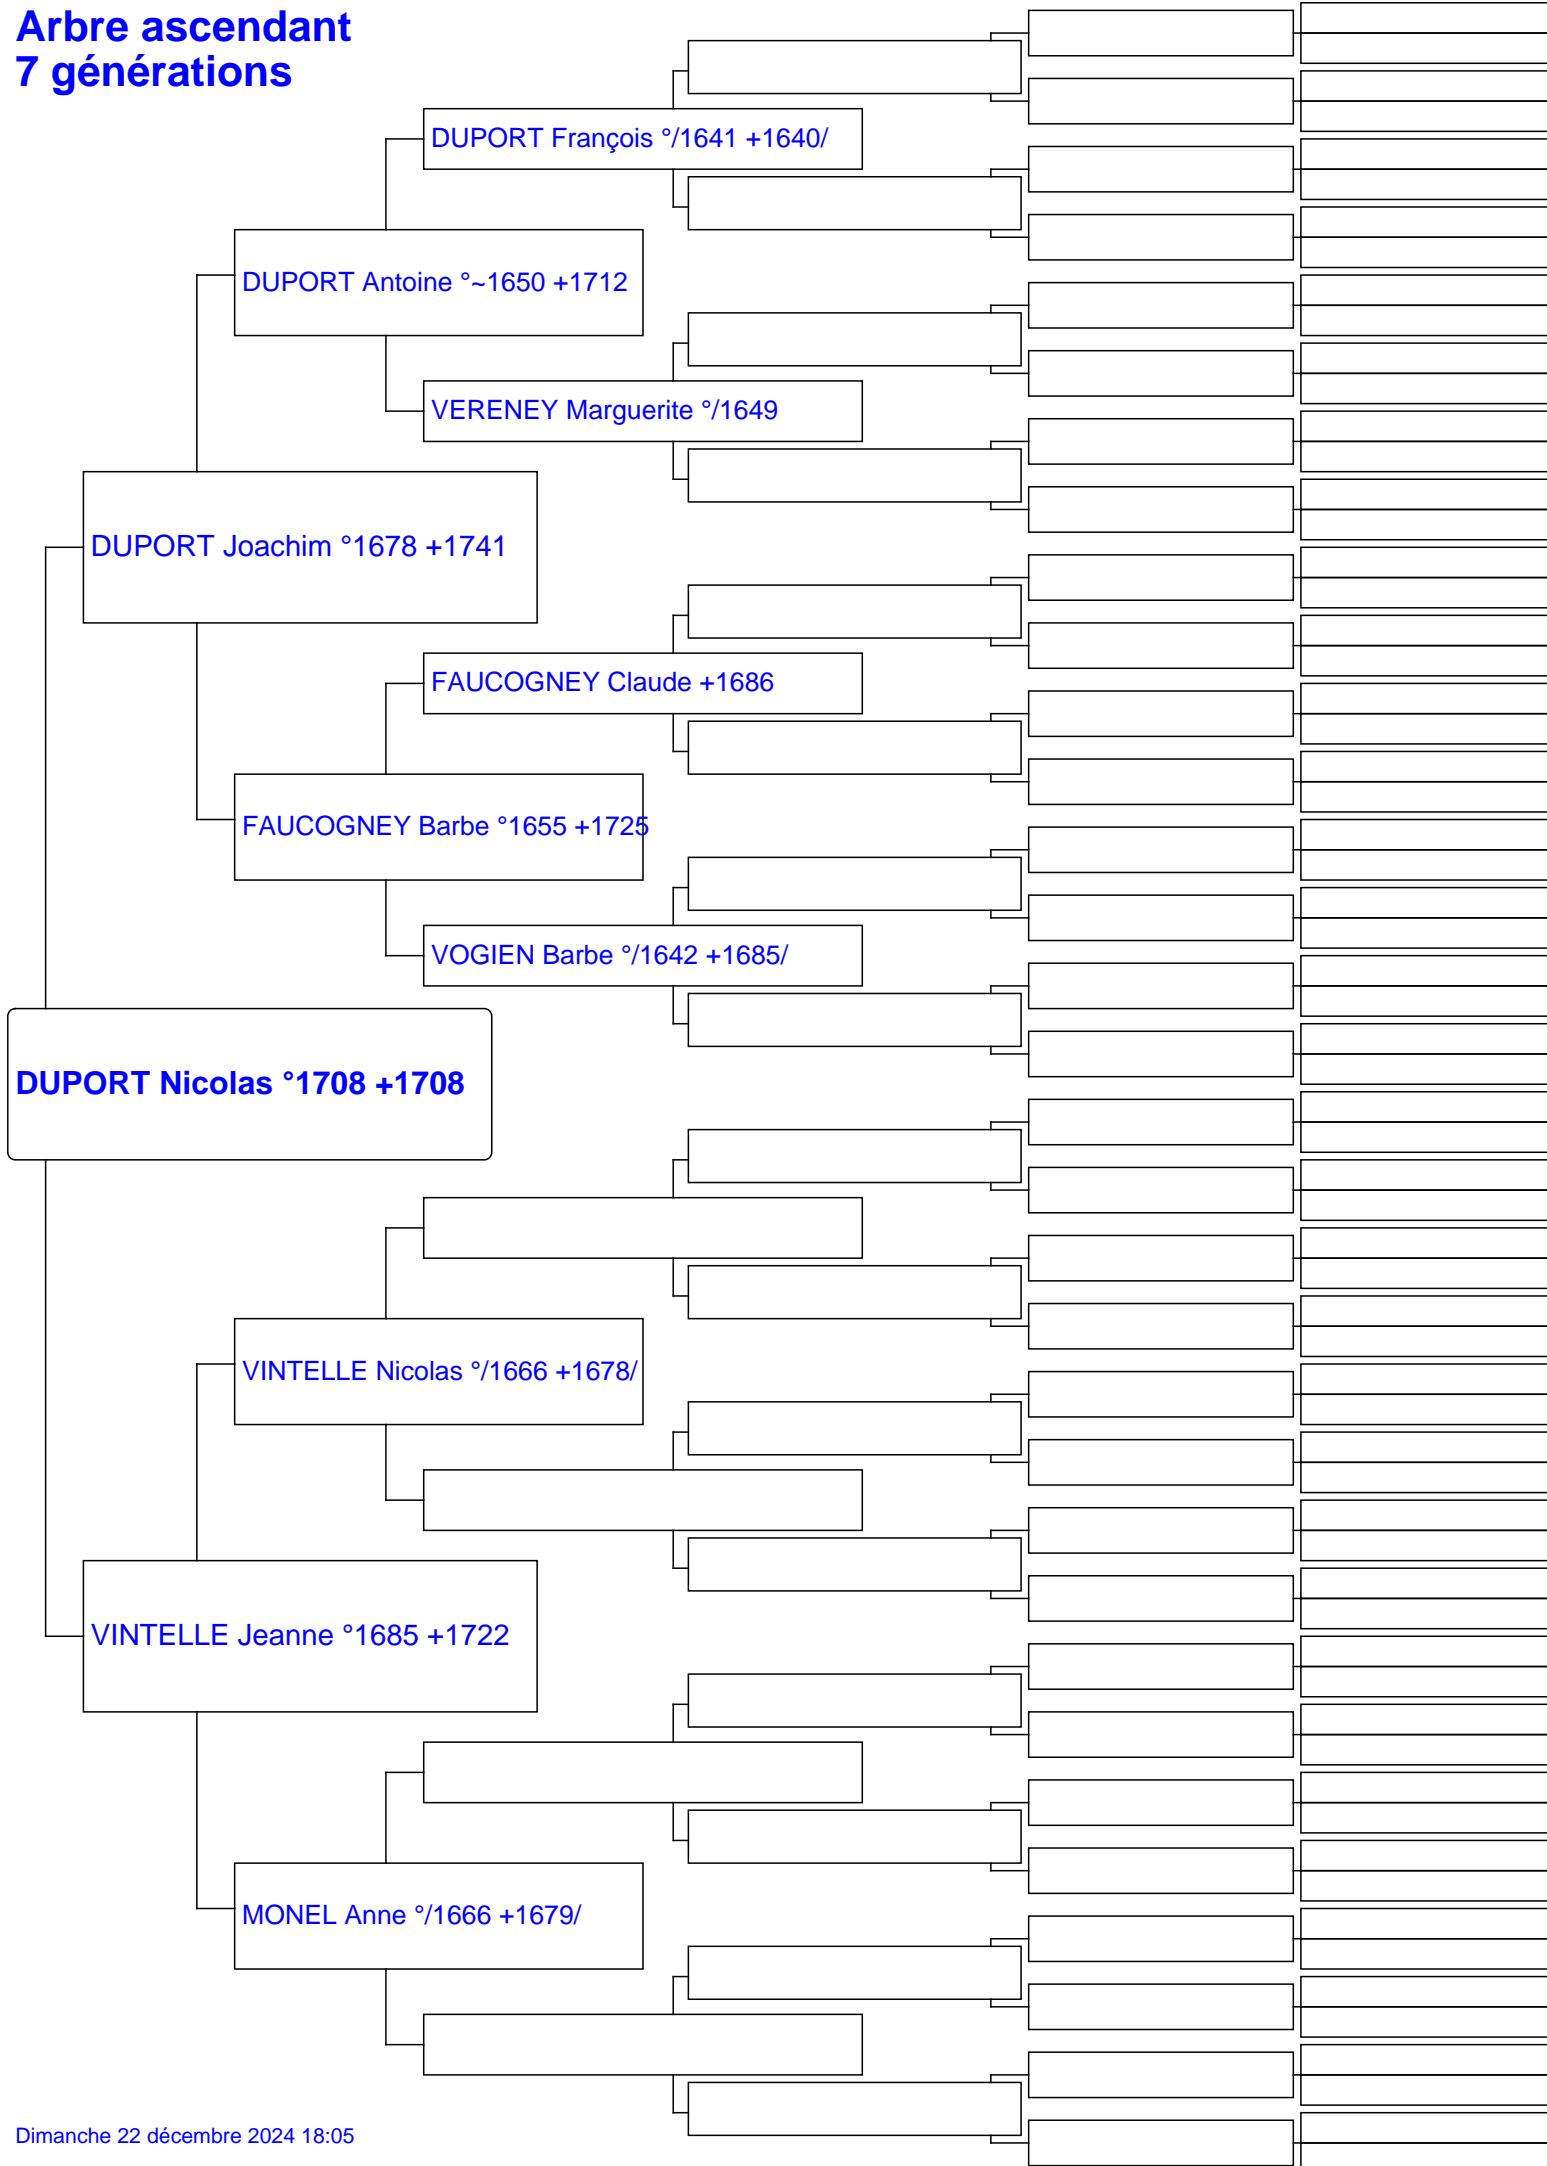 Arbre ascendant
7 générations
DUPORT François °/1641 +1640/
DUPORT Antoine °~1650 +1712
VERENEY Marguerite °/1649
DUPORT Joachim °1678 +1741
FAUCOGNEY Claude +1686
FAUCOGNEY Barbe °1655 +1725
VOGIEN Barbe °/1642 +1685/
DUPORT Nicolas °1708 +1708
VINTELLE Nicolas °/1666 +1678/
VINTELLE Jeanne °1685 +1722
MONEL Anne °/1666 +1679/
Dimanche 22 décembre 2024 18:05